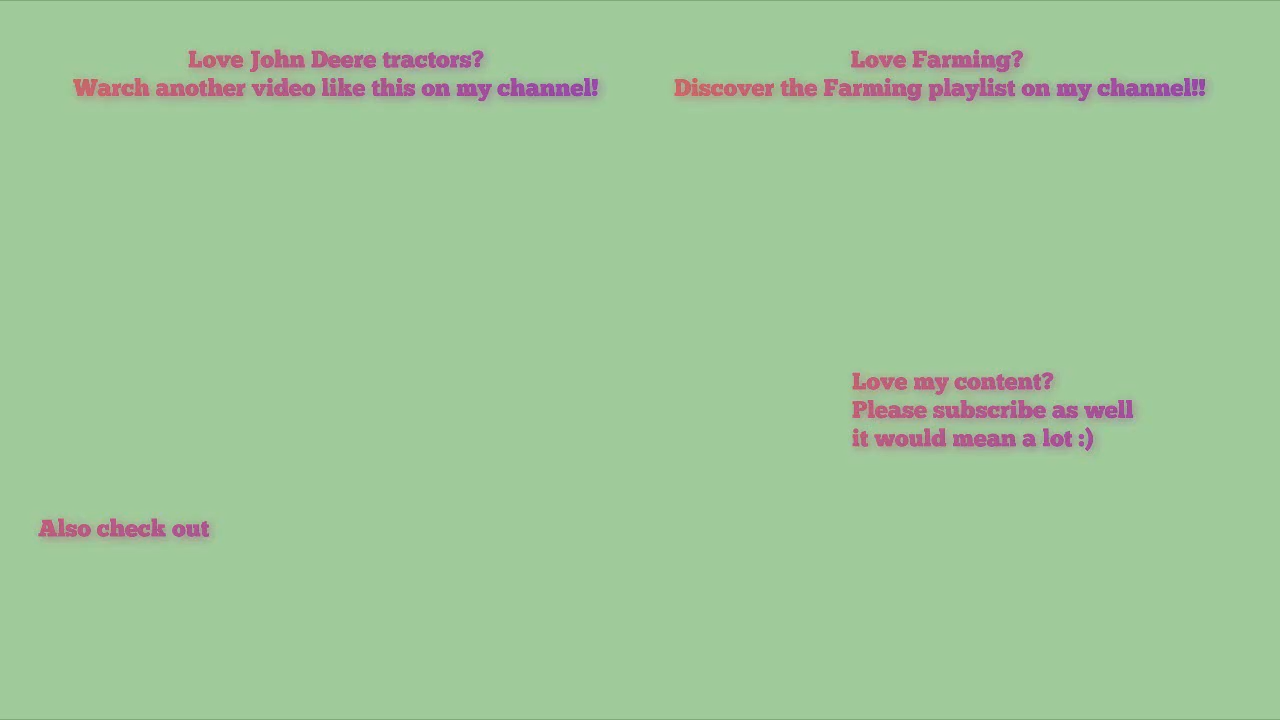 Love John Deere tractors?
Warch another video like this on my channel!
Love Farming?
Discover the Farming playlist on my channel!!
Love my content?
Please subscribe as well
it would mean a lot :)
Also check out